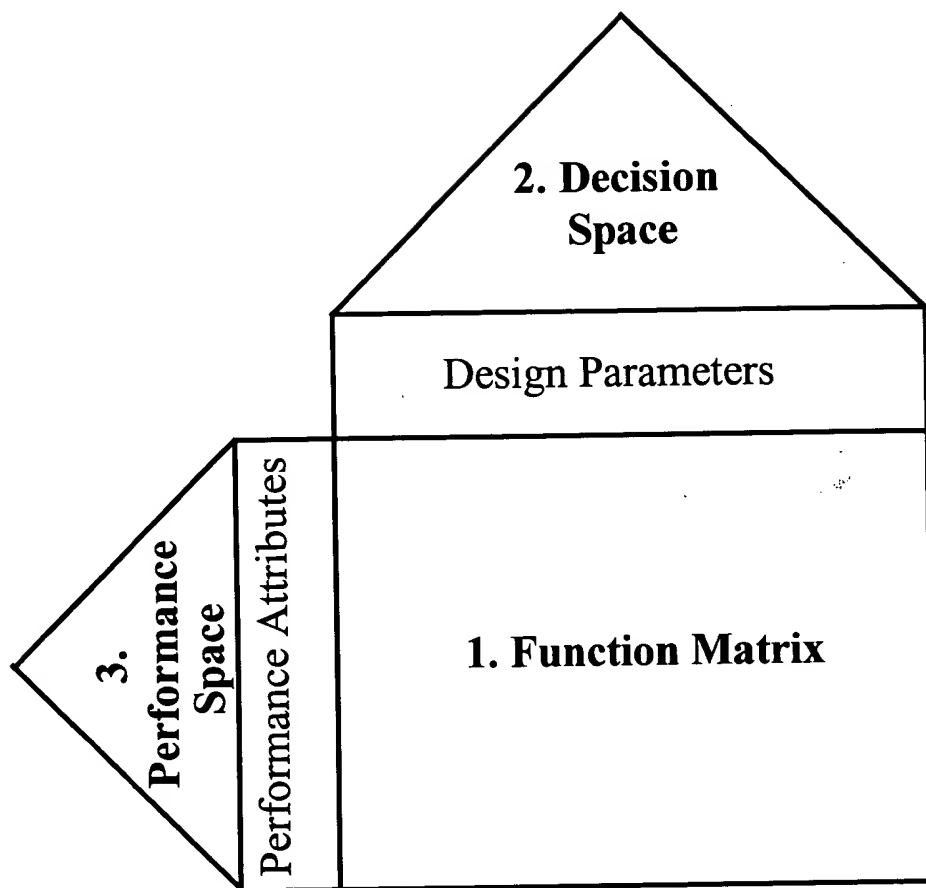 2. Decision
Space
Design Parameters
3.
Performance
Space
Performance Attributes
1. Function Matrix